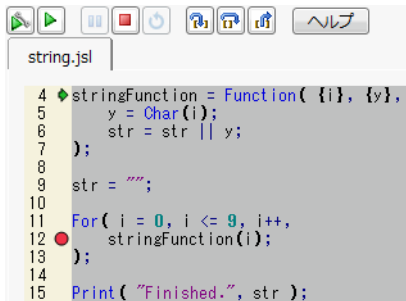 ヘルプ
string.jsl
4 stringFunction = Function( {i}, {y},
5 y = Char(i);
6 str = str || y;
7 );
8
9 str = "";
10
11 For( i = 0, i <= 9, i++,
12 stringFunction(i);
13 );
14
15 Print( "Finished.", str );